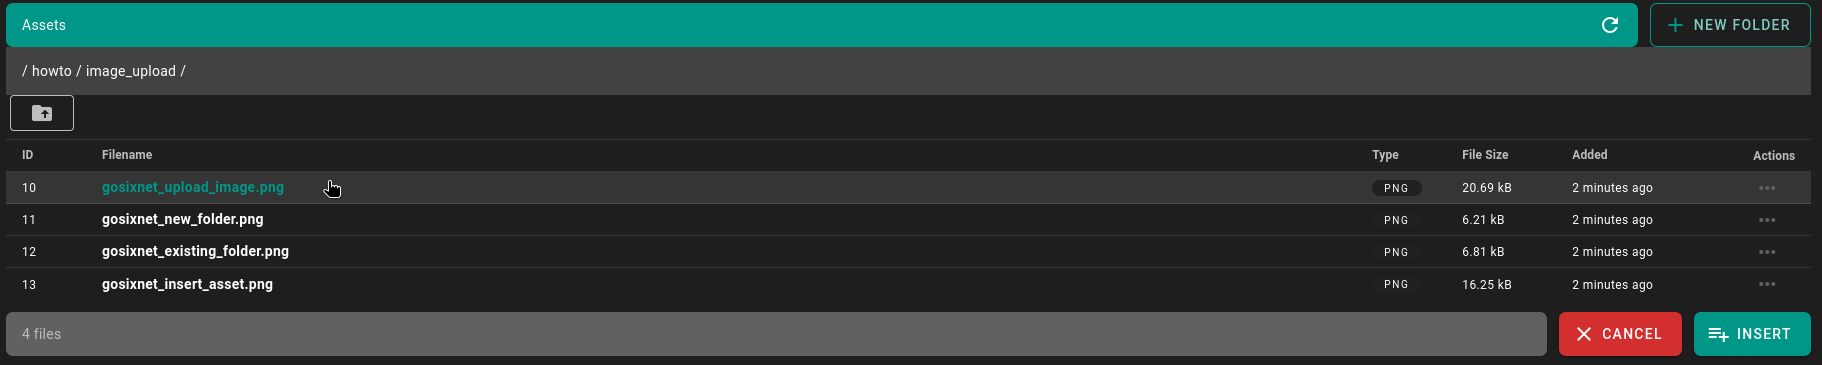 Assets NEW FOLDER
/ howto / image_upload /
ID Filename Type File Size Added Actions
10 gosixnet_upload_image.png PNG 20.69 kB 2 minutes ago
11 gosixnet_new_folder.png PNG 6.21 kB 2 minutes ago
12 gosixnet_existing_folder.png PNG 6.81 kB 2 minutes ago
13 gosixnet_insert_asset.png PNG 16.25 kB 2 minutes ago
4 files CANCEL INSERT